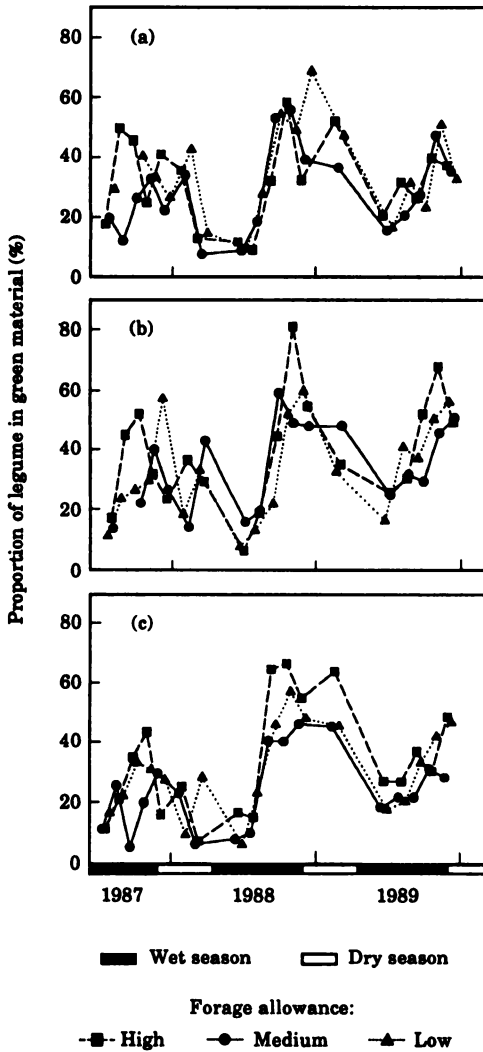 Proportion of legume in green material (%)
(a)
80
60
40
20
0
(b)
80
60
40
20
0
(c)
80
60
40
20
0
1987 1988 1989
Wet season Dry season
Forage allowance:
High Medium Low